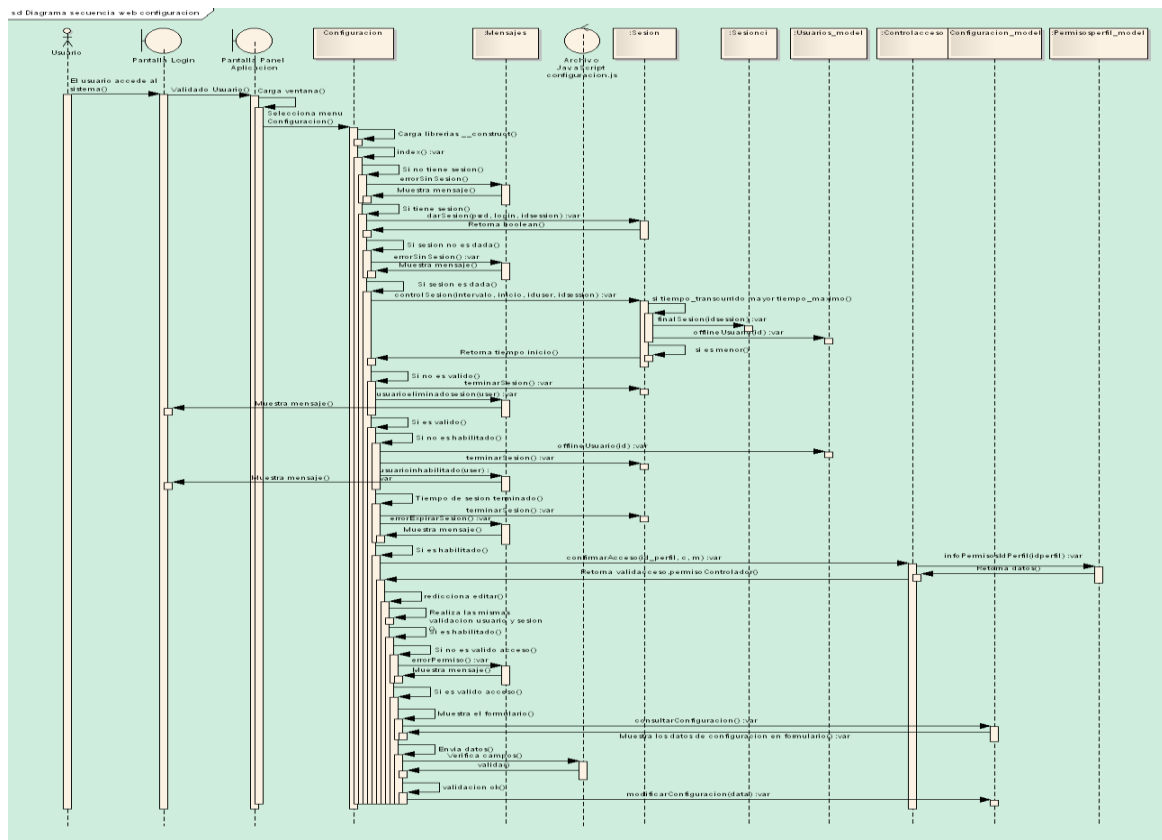 sd Diagrama secuencia web configuracion
Usuario
Pantalla Login
Pantalla Panel
Aplicacion
Configuracion
:Mensajes
Archivo
JavaScript
configuracion.js
:Sesion
:Sesionci
:Usuarios_model
:Controlacceso
Configuracion_model
:Permisosperfil_model
El usuario accede al
sistema()
Validado Usuario()
Carga ventana()
Selecciona menu
Configuracion()
Carga librerias __construct()
index() :var
Si no tiene sesion()
errorSinSesion()
Muestra mensaje()
Si tiene sesion()
darSesion(pwd, login, idsession) :var
Retorna boolean()
Si sesion no es dada()
errorSinSesion() :var
Muestra mensaje()
Si sesion es dada()
controlSesion(intervalo, inicio, iduser, idsession) :var
si tiempo_transcurrido mayor tiempo_maximo()
finalSesion(idsession) :var
offlineUsuario(id) :var
si es menor()
Retorna tiempo inicio()
Si no es valido()
terminarSesion() :var
usuarioeliminadosesion(user) :var
Muestra mensaje()
Si es valido()
Si no es habilitado()
offlineUsuario(id) :var
terminarSesion() :var
usuarioinhabilitado(user) :
var
Muestra mensaje()
Tiempo de sesion terminado()
terminarSesion() :var
errorExpirarSesion() :var
Muestra mensaje()
Si es habilitado()
confirmarAcceso(id_perfil, c, m) :var
infoPermisosIdPerfil(idperfil) :var
Retorna datos()
Retorna validacceso,permisoControlador()
rediccciona editar()
Realiza las mismas
validacion usuario y sesion
()
Si es habilitado()
Si no es valido acceso()
errorPermiso() :var
Muestra mensaje()
Si es valido acceso()
Muestra el formulario()
consultarConfiguracion() :var
Muestra los datos de configuracion en formulario() :var
Envia datos()
Verifica campos()
valida()
validacion ok()
modificarConfiguracion(data) :var